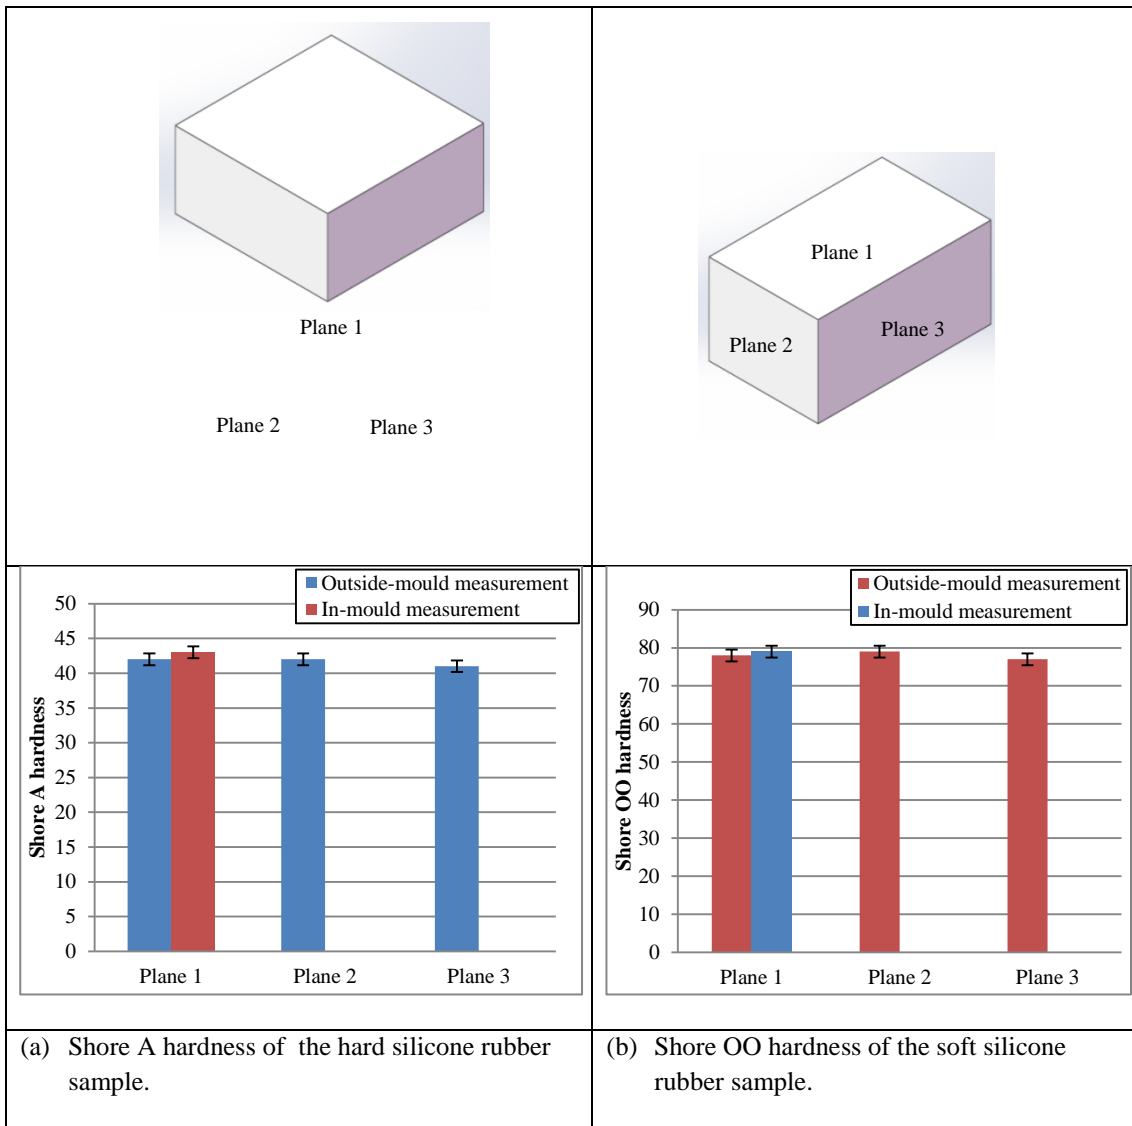 Plane 1
Plane 2 Plane 3
Plane 1
Plane 2 Plane 3
Outside-mould measurement
In-mould measurement
50
45
40
35
30
25
20
15
10
5
0
Shore A hardness
Plane 1 Plane 2 Plane 3
Outside-mould measurement
In-mould measurement
90
80
70
60
50
40
30
20
10
0
Shore OO hardness
Plane 1 Plane 2 Plane 3
(a) Shore A hardness of the hard silicone rubber
sample.
(b) Shore OO hardness of the soft silicone
rubber sample.